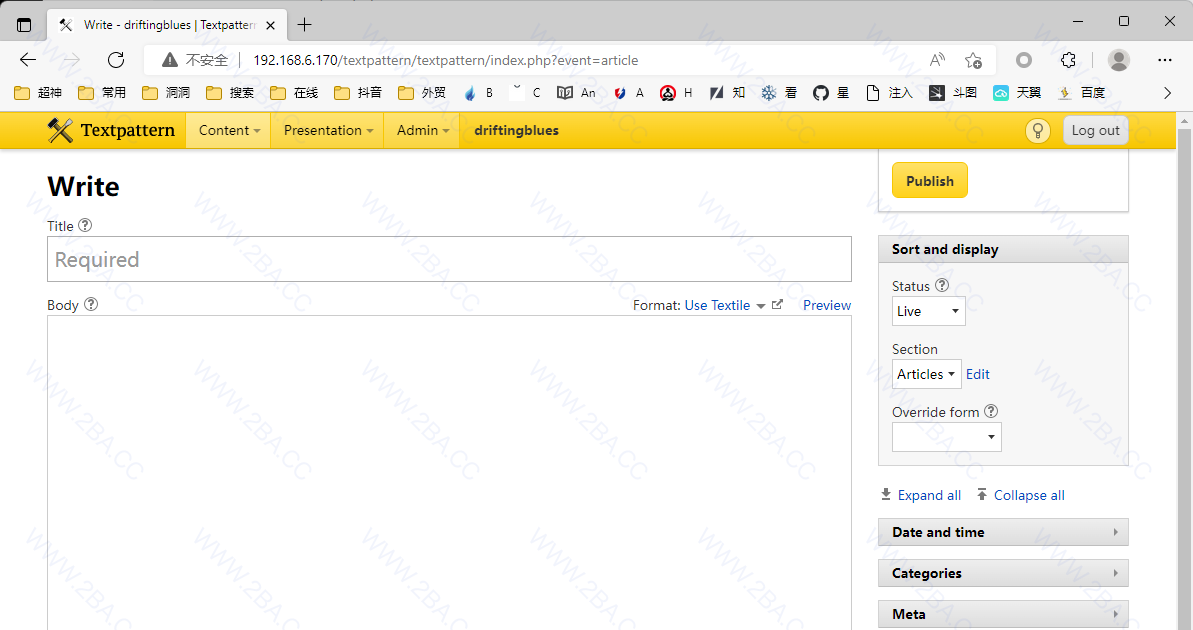 Write - driftingblues | Textpattern
不安全 192.168.6.170/textpattern/textpattern/index.php?event=article
超神 常用 洞洞 搜索 在线 抖音 外贸 B C An A H 知 看 星 注入 斗图 天翼 百度
Textpattern Content Presentation Admin driftingblues Log out
Write
Publish
Title
Required
Sort and display
Body Format: Use Textile Preview
Status
Live
Section
Articles Edit
Override form
Expand all Collapse all
Date and time
Categories
Meta
WWW.2BA.CC